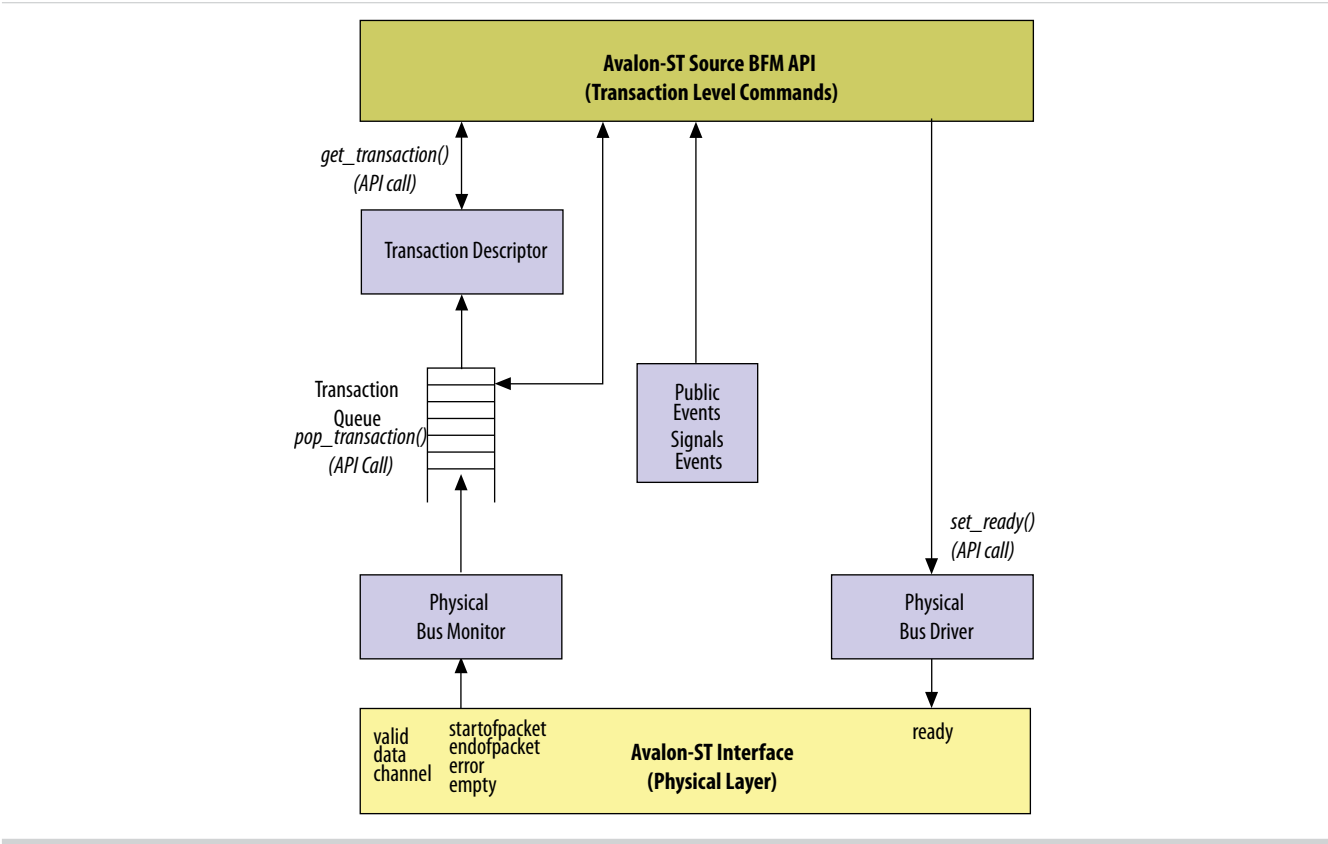 Avalon-ST Source BFM API
(Transaction Level Commands)
get_transaction()
(API call)
Transaction Descriptor
Transaction
Queue
pop_transaction()
(API Call)
Public
Events
Signals
Events
set_ready()
(API call)
Physical
Bus Monitor
Physical
Bus Driver
valid
data
channel
startofpacket
endofpacket
error
empty
Avalon-ST Interface
(Physical Layer)
ready